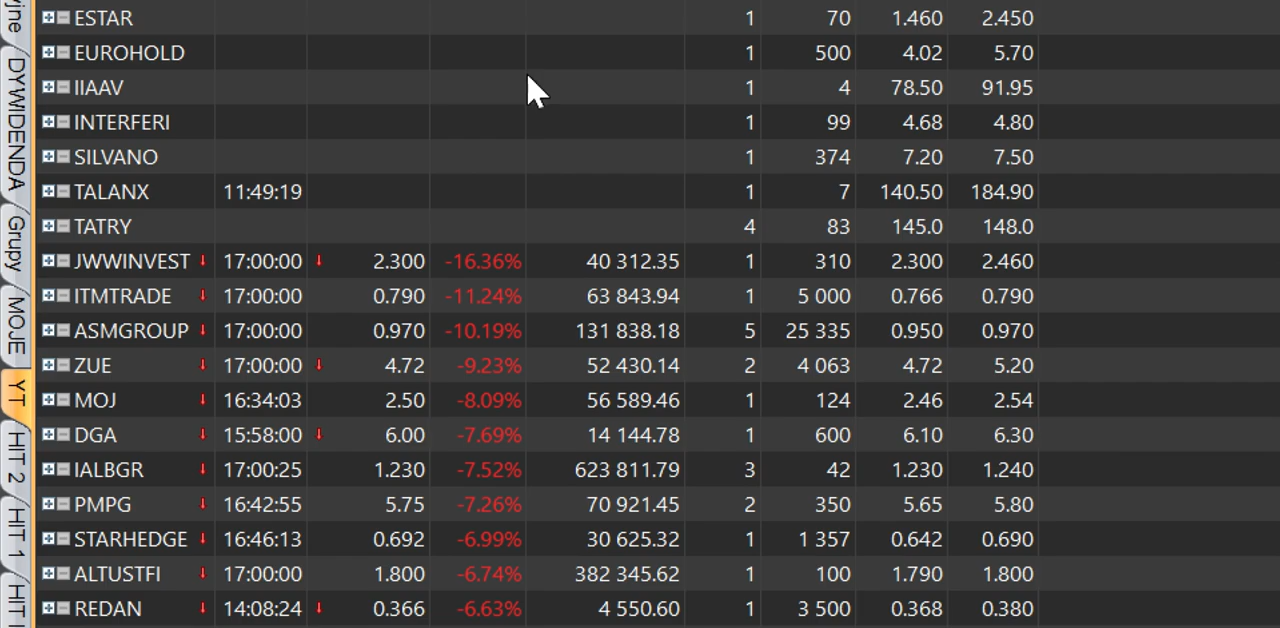 yjne
DYWIDENDA
Grupy
MOJE
YT
HIT 2
HIT 1
HIT
ESTAR 1 70 1.460 2.450
EUROHOLD 1 500 4.02 5.70
IIAAV 1 4 78.50 91.95
INTERFERI 1 99 4.68 4.80
SILVANO 1 374 7.20 7.50
TALANX 11:49:19 1 7 140.50 184.90
TATRY 4 83 145.0 148.0
JWWINVEST 17:00:00 2.300 -16.36% 40 312.35 1 310 2.300 2.460
ITMTRADE 17:00:00 0.790 -11.24% 63 843.94 1 5 000 0.766 0.790
ASMGROUP 17:00:00 0.970 -10.19% 131 838.18 5 25 335 0.950 0.970
ZUE 17:00:00 4.72 -9.23% 52 430.14 2 4 063 4.72 5.20
MOJ 16:34:03 2.50 -8.09% 56 589.46 1 124 2.46 2.54
DGA 15:58:00 6.00 -7.69% 14 144.78 1 600 6.10 6.30
IALBGR 17:00:25 1.230 -7.52% 623 811.79 3 42 1.230 1.240
PMPG 16:42:55 5.75 -7.26% 70 921.45 2 350 5.65 5.80
STARHEDGE 16:46:13 0.692 -6.99% 30 625.32 1 1 357 0.642 0.690
ALTUSTFI 17:00:00 1.800 -6.74% 382 345.62 1 100 1.790 1.800
REDAN 14:08:24 0.366 -6.63% 4 550.60 1 3 500 0.368 0.380